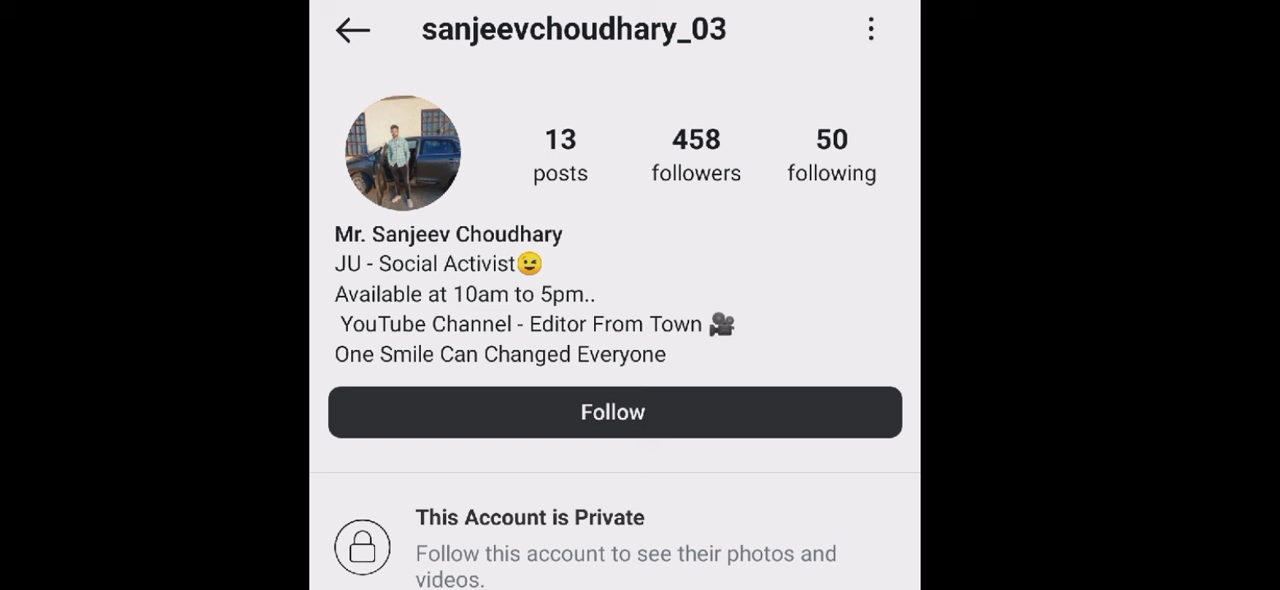 sanjeevchoudhary_03
13 458 50
posts followers following
Mr. Sanjeev Choudhary
JU - Social Activist😉
Available at 10am to 5pm..
YouTube Channel - Editor From Town 🎥
One Smile Can Changed Everyone
Follow
This Account is Private
Follow this account to see their photos and
videos.